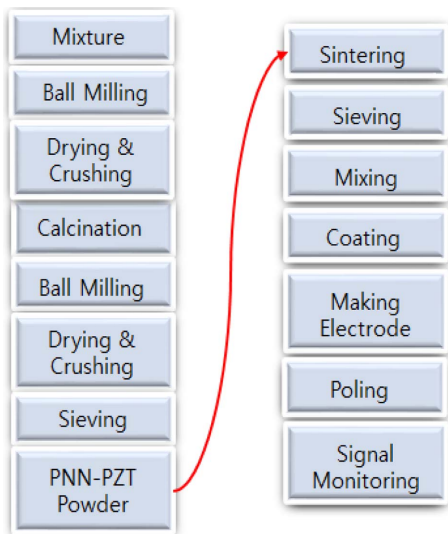 Mixture
Ball Milling
Drying &
Crushing
Calcination
Ball Milling
Drying &
Crushing
Sieving
PNN-PZT
Powder
Sintering
Sieving
Mixing
Coating
Making
Electrode
Poling
Signal
Monitoring